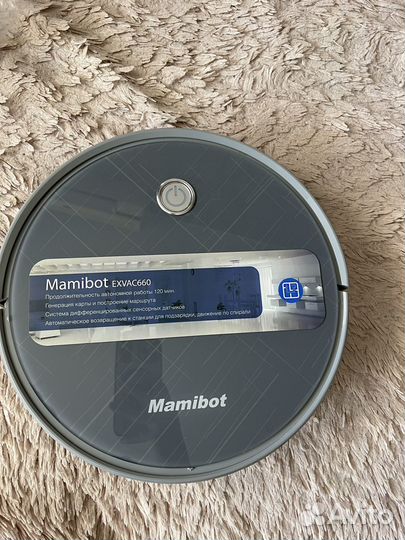 Mamibot EXVAC660
Продолжительность автономной работы 120 мин.
Генерация карты и построение маршрута
Система дифференцированных сенсорных датчиков
Автоматическое возвращение к станции для подзарядки, движение по спирали
Mamibot
Avito